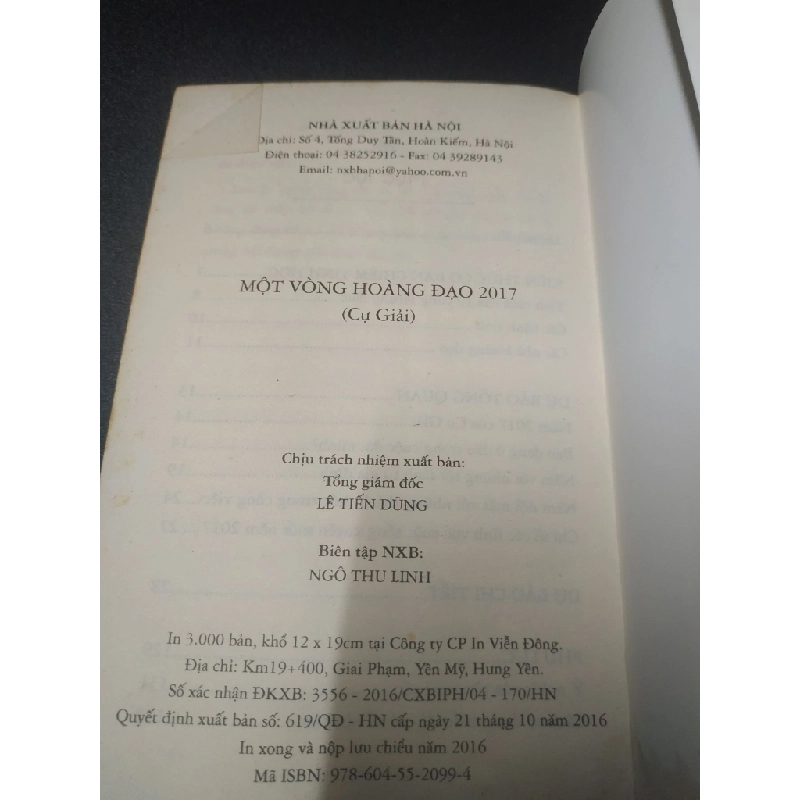 NHÀ XUẤT BẢN HÀ NỘI
Địa chỉ: Số 4, Tống Duy Tân, Hoàn Kiếm, Hà Nội
Điện thoại: 04 38252916 - Fax: 04 39289143
Email: nxbhanoi@yahoo.com.vn
MỘT VÒNG HOÀNG ĐẠO 2017
(Cự Giải)
Chịu trách nhiệm xuất bản:
Tổng giám đốc
LÊ TIẾN DŨNG
Biên tập NXB:
NGÔ THU LINH
In 3.000 bản, khổ 12 x 19cm tại Công ty CP In Viễn Đông.
Địa chỉ: Km19+400, Giai Phạm, Yên Mỹ, Hưng Yên.
Số xác nhận ĐKXB: 3556 - 2016/CXBIPH/04 - 170/HN
Quyết định xuất bản số: 619/QĐ - HN cấp ngày 21 tháng 10 năm 2016
In xong và nộp lưu chiểu năm 2016
Mã ISBN: 978-604-55-2099-4